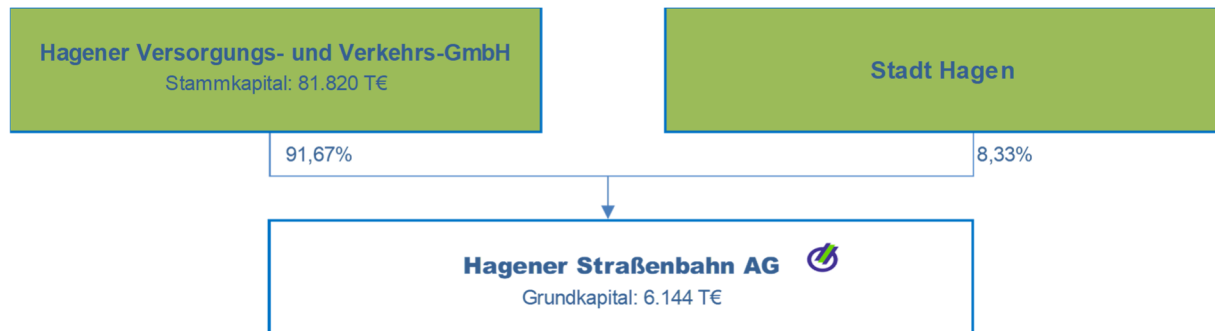 Hagener Versorgungs- und Verkehrs-GmbH
Stammkapital: 81.820 T€
Stadt Hagen
91,67%
8,33%
Hagener Straßenbahn AG
Grundkapital: 6.144 T€